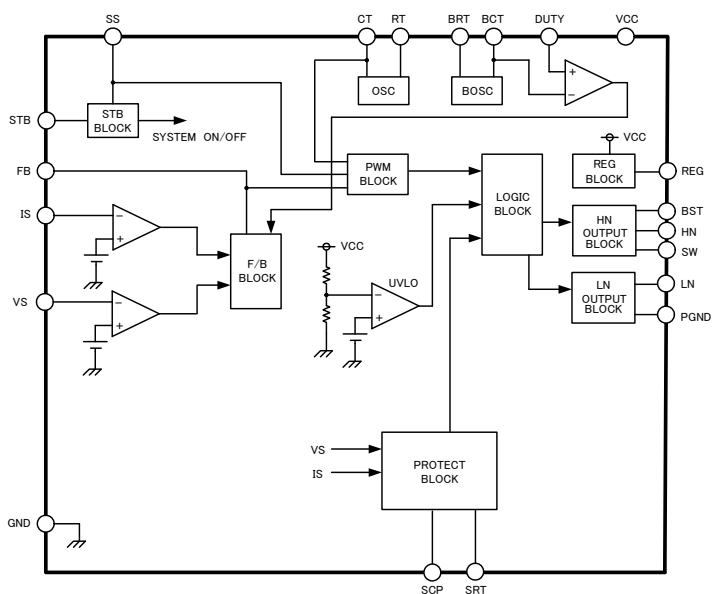 SS
CT
RT
BRT
BCT
DUTY
VCC
STB
STB
BLOCK
SYSTEM ON/OFF
OSC
BOSC
+
−
FB
PWM
BLOCK
LOGIC
BLOCK
VCC
REG
BLOCK
REG
IS
−
+
F/B
BLOCK
VCC
UVLO
−
+
HN
OUTPUT
BLOCK
BST
HN
SW
VS
−
+
LN
OUTPUT
BLOCK
LN
PGND
VS
IS
PROTECT
BLOCK
GND
SCP
SRT